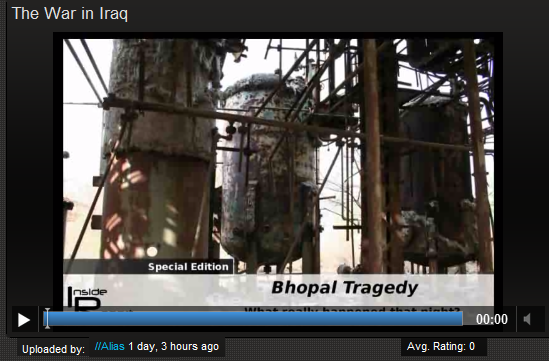 The War in Iraq
Special Edition
Inside
Bhopal Tragedy
What really happened that night?
00:00
Uploaded by: //Alias 1 day, 3 hours ago
Avg. Rating: 0